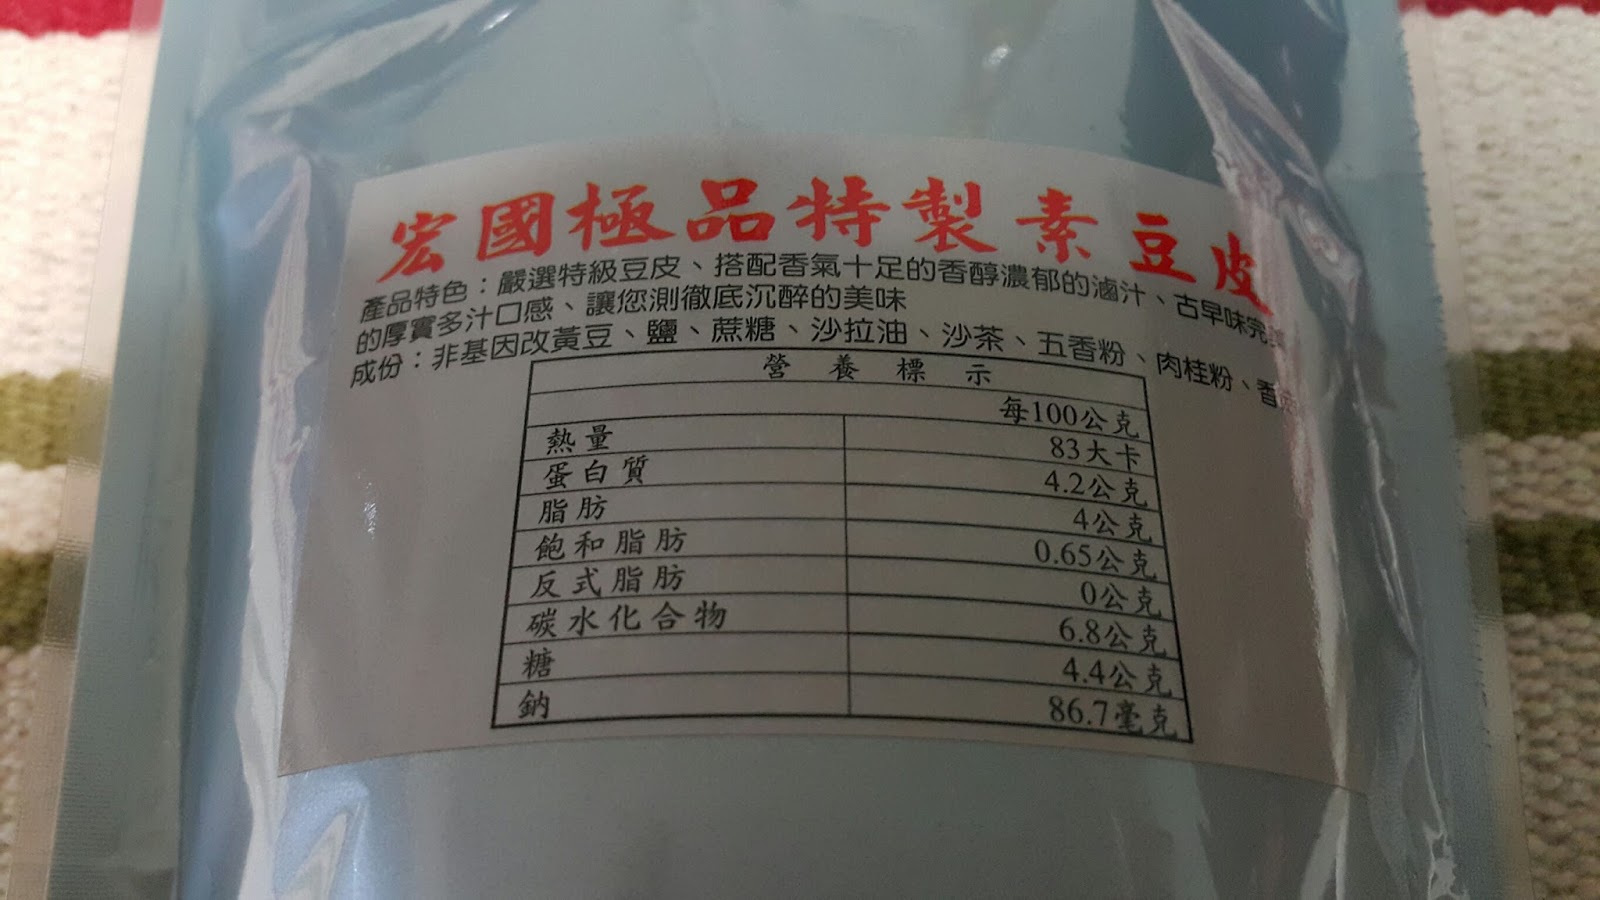 宏國極品特製素豆皮
產品特色：嚴選特級豆皮、搭配香氣十足的香醇濃郁的滷汁、古早味完美
的厚實多汁口感、讓您測徹底沉醉的美味
成份：非基因改黃豆、鹽、蔗糖、沙拉油、沙茶、五香粉、肉桂粉、香
營養標示
每100公克
熱量 83大卡
蛋白質 4.2公克
脂肪 4公克
飽和脂肪 0.65公克
反式脂肪 0公克
碳水化合物 6.8公克
糖 4.4公克
鈉 86.7毫克